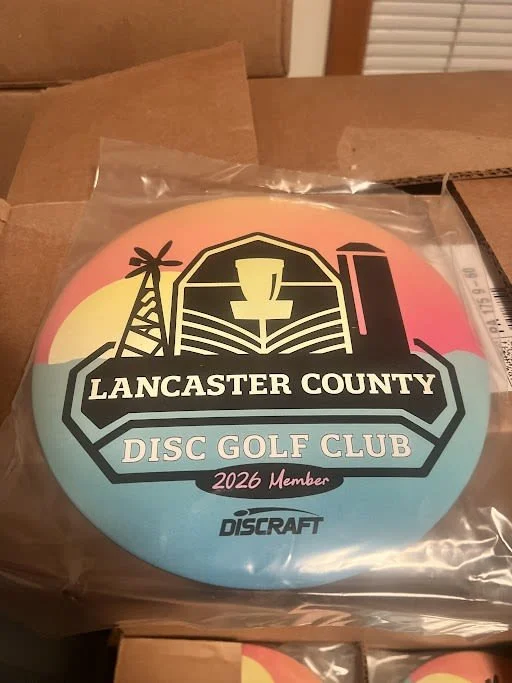 LANCASTER COUNTY
DISC GOLF CLUB
2026 Member
DISCRAFT